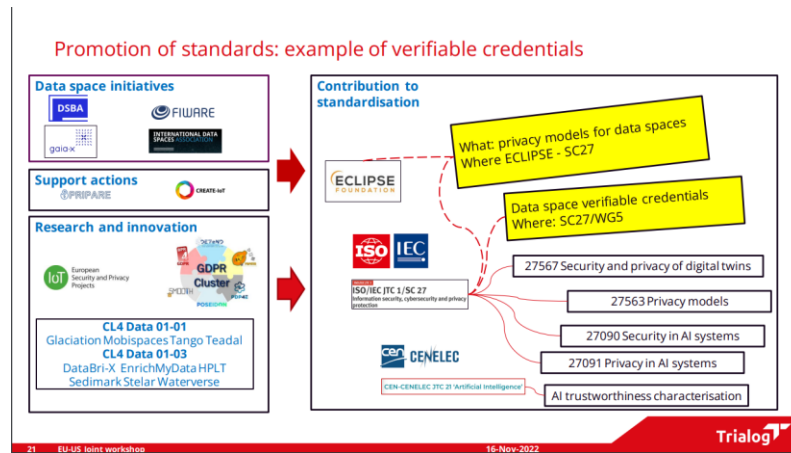 Promotion of standards: example of verifiable credentials
Data space initiatives
DSBA
FIWARE
gaia-x
INTERNATIONAL DATA
SPACES ASSOCIATION
Support actions
PRIPARE
CREATE-IoT
Research and innovation
IoT
European
Security and Privacy
Projects
GDPR
Cluster
SMOOTH
POSEIDON
CL4 Data 01-01
Glaciation Mobispaces Tango Teadal
CL4 Data 01-03
DataBri-X EnrichMyData HPLT
Sedimark Stelar Waterverse
Contribution to
standardisation
ECLIPSE
FOUNDATION
What: privacy models for data spaces
Where ECLIPSE - SC27
Data space verifiable credentials
Where: SC27/WG5
ISO IEC
ISO/IEC JTC 1/SC 27
Information security, cybersecurity and privacy
protection
27567 Security and privacy of digital twins
27563 Privacy models
27090 Security in AI systems
27091 Privacy in AI systems
cen CENELEC
CEN-CENELEC JTC 21 'Artificial Intelligence'
AI trustworthiness characterisation
Trialog
21 EU-US Joint workshop 16-Nov-2022